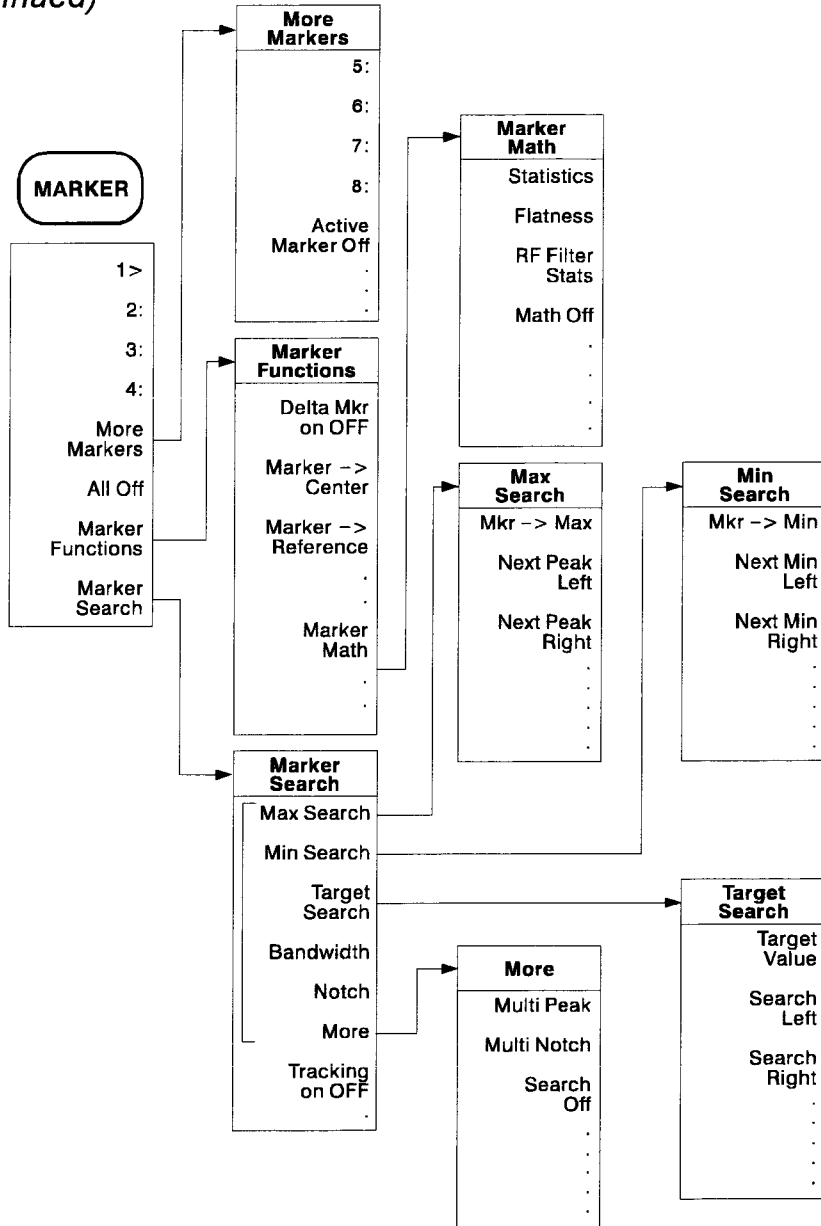 inued)
MARKER
1>
2:
3:
4:
More
Markers
All Off
Marker
Functions
Marker
Search
More
Markers
5:
6:
7:
8:
Active
Marker Off
.
.
.
Marker
Functions
Delta Mkr
on OFF
Marker –>
Center
Marker –>
Reference
.
.
Marker
Math
.
.
Marker
Math
Statistics
Flatness
RF Filter
Stats
Math Off
.
.
.
.
Marker
Search
Max Search
Min Search
Target
Search
Bandwidth
Notch
More
Tracking
on OFF
.
Max
Search
Mkr –> Max
Next Peak
Left
Next Peak
Right
.
.
.
.
.
Min
Search
Mkr –> Min
Next Min
Left
Next Min
Right
.
.
.
.
.
Target
Search
Target
Value
Search
Left
Search
Right
.
.
.
.
.
More
Multi Peak
Multi Notch
Search
Off
.
.
.
.
.